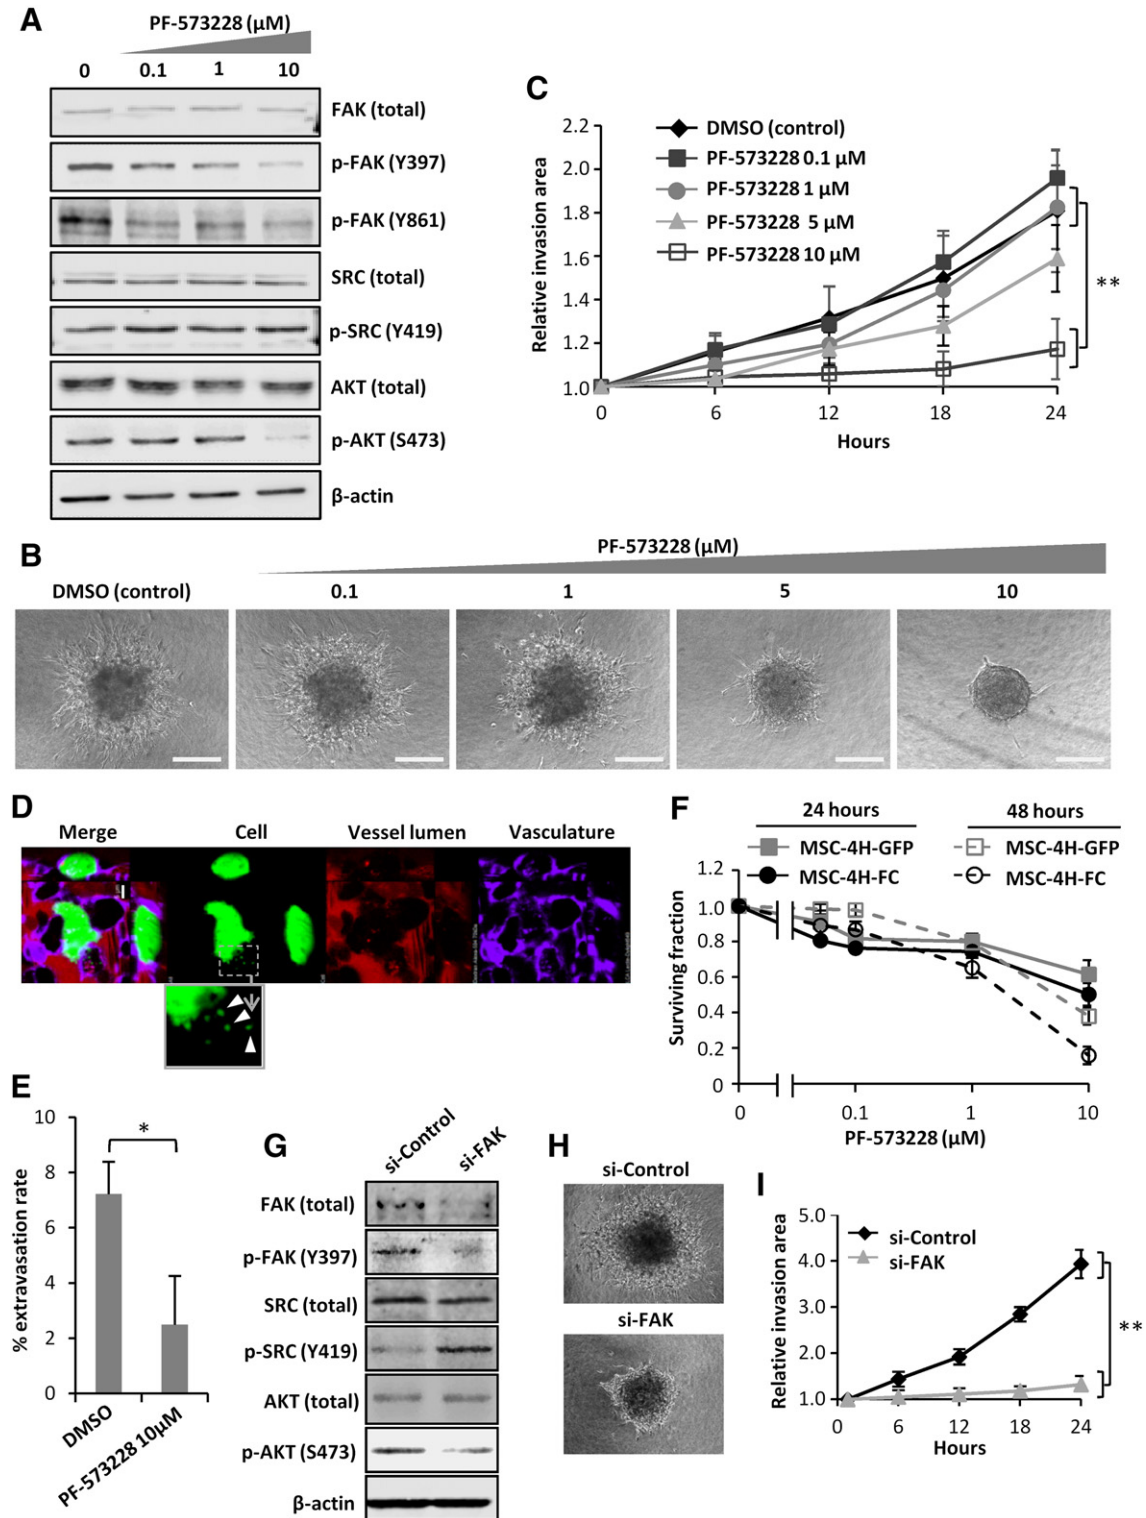 A
PF-573228 (μM)
0 0.1 1 10
FAK (total)
p-FAK (Y397)
p-FAK (Y861)
SRC (total)
p-SRC (Y419)
AKT (total)
p-AKT (S473)
β-actin
C
DMSO (control)
PF-573228 0.1 μM
PF-573228 1 μM
PF-573228 5 μM
PF-573228 10 μM
Relative invasion area
2.2
2.0
1.8
1.6
1.4
1.2
1.0
0 6 12 18 24
Hours
**
B
PF-573228 (μM)
DMSO (control) 0.1 1 5 10
D
Merge Cell Vessel lumen Vasculature
F
24 hours 48 hours
MSC-4H-GFP MSC-4H-GFP
MSC-4H-FC MSC-4H-FC
Surviving fraction
1.2
1.0
0.8
0.6
0.4
0.2
0
0 0.1 1 10
PF-573228 (μM)
E
% extravasation rate
10
8
6
4
2
0
*
DMSO
PF-573228 10μM
G
si-Control si-FAK
FAK (total)
p-FAK (Y397)
SRC (total)
p-SRC (Y419)
AKT (total)
p-AKT (S473)
β-actin
H
si-Control
si-FAK
I
si-Control
si-FAK
Relative invasion area
5.0
4.0
3.0
2.0
1.0
0 6 12 18 24
Hours
**